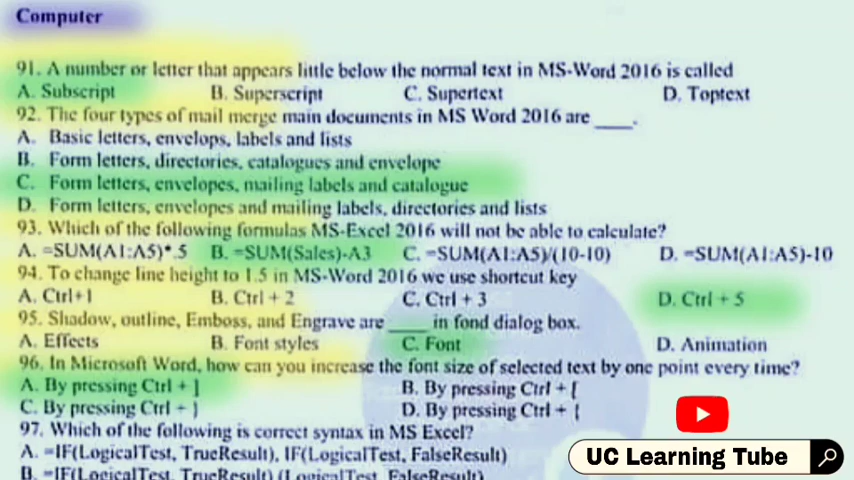 Computer
91. A number or letter that appears little below the normal text in MS-Word 2016 is called
A. Subscript B. Superscript C. Supertext D. Toptext
92. The four types of mail merge main documents in MS Word 2016 are ____.
A. Basic letters, envelops, labels and lists
B. Form letters, directories, catalogues and envelope
C. Form letters, envelopes, mailing labels and catalogue
D. Form letters, envelopes and mailing labels, directories and lists
93. Which of the following formulas MS-Excel 2016 will not be able to calculate?
A. =SUM(A1:A5)*.5 B. =SUM(Sales)-A3 C. =SUM(A1:A5)/(10-10) D. =SUM(A1:A5)-10
94. To change line height to 1.5 in MS-Word 2016 we use shortcut key
A. Ctrl+1 B. Ctrl + 2 C. Ctrl + 3 D. Ctrl + 5
95. Shadow, outline, Emboss, and Engrave are ____ in fond dialog box.
A. Effects B. Font styles C. Font D. Animation
96. In Microsoft Word, how can you increase the font size of selected text by one point every time?
A. By pressing Ctrl + ] B. By pressing Ctrl + [
C. By pressing Ctrl + } D. By pressing Ctrl + {
97. Which of the following is correct syntax in MS Excel?
A. =IF(LogicalTest, TrueResult), IF(LogicalTest, FalseResult)
B. =IF(LogicalTest, TrueResult) (LogicalTest, FalseResult)
UC Learning Tube